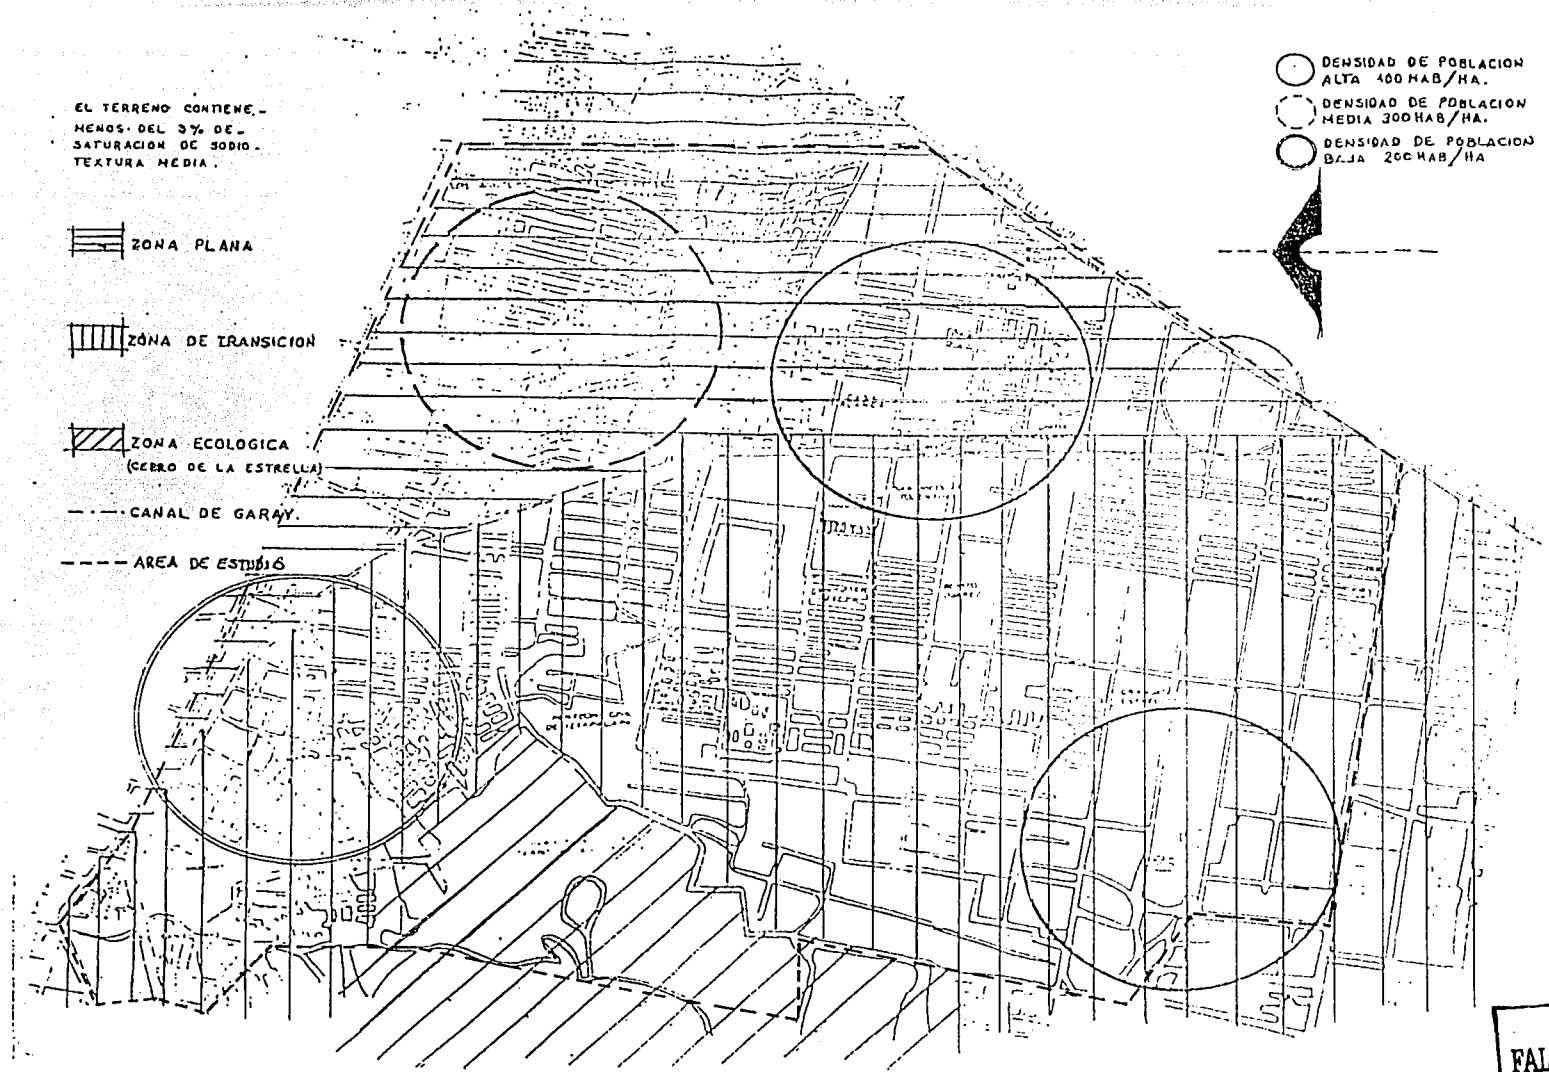 EL TERRENO CONTIENE.-
MENOS. DEL 3% DE.-
SATURACION DE SODIO-
TEXTURA MEDIA.
ZONA PLANA
ZONA DE TRANSICION
ZONA ECOLOGICA
(CERRO DE LA ESTRELLA)
CANAL DE GARAY.
AREA DE ESTUDIO
DENSIDAD DE POBLACION
ALTA 400 HAB/HA.
DENSIDAD DE POBLACION
MEDIA 300 HAB/HA.
DENSIDAD DE POBLACION
BAJA 200 HAB/HA
FAL